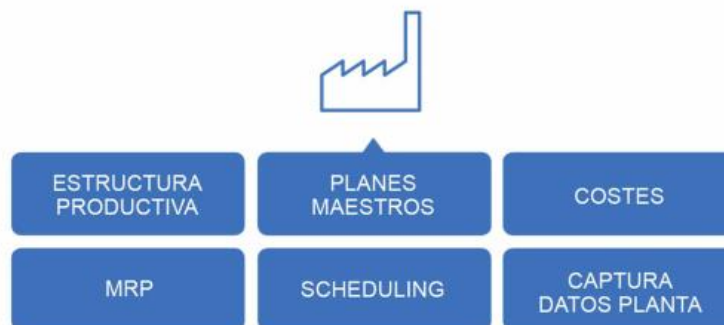 ESTRUCTURA
PRODUCTIVA
PLANES
MAESTROS
COSTES
MRP
SCHEDULING
CAPTURA
DATOS PLANTA